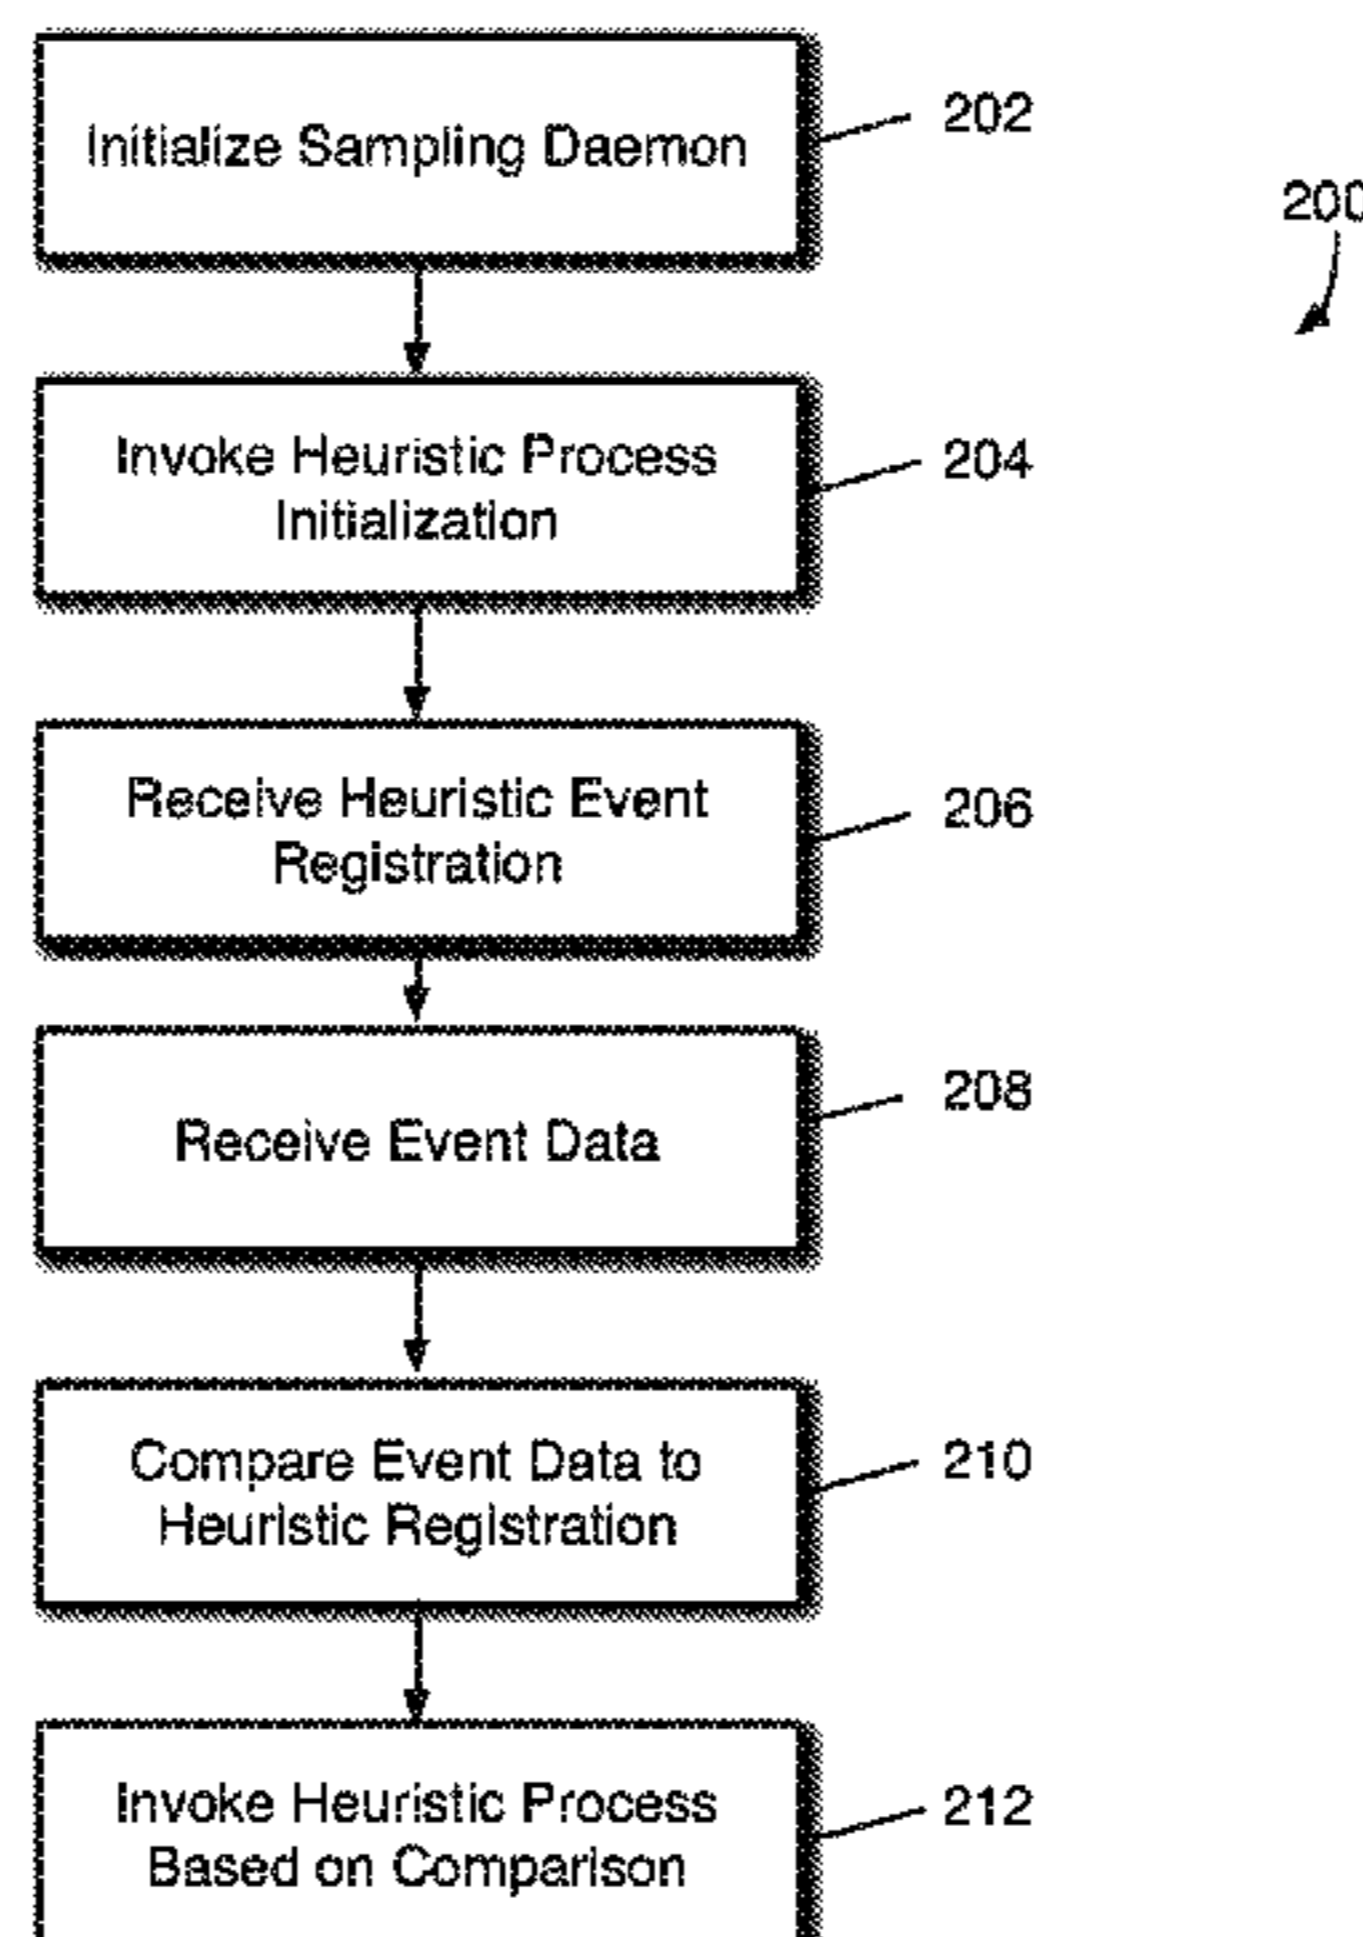 Initialize Sampling Daemon
202
200
Invoke Heuristic Process
Initialization
204
Receive Heuristic Event
Registration
206
Receive Event Data
208
Compare Event Data to
Heuristic Registration
210
Invoke Heuristic Process
Based on Comparison
212